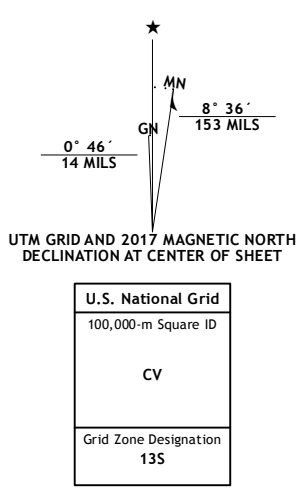 MN
GN
8° 36´
153 MILS
0° 46´
14 MILS
UTM GRID AND 2017 MAGNETIC NORTH
DECLINATION AT CENTER OF SHEET
U.S. National Grid
100,000-m Square ID
CV
Grid Zone Designation
13S